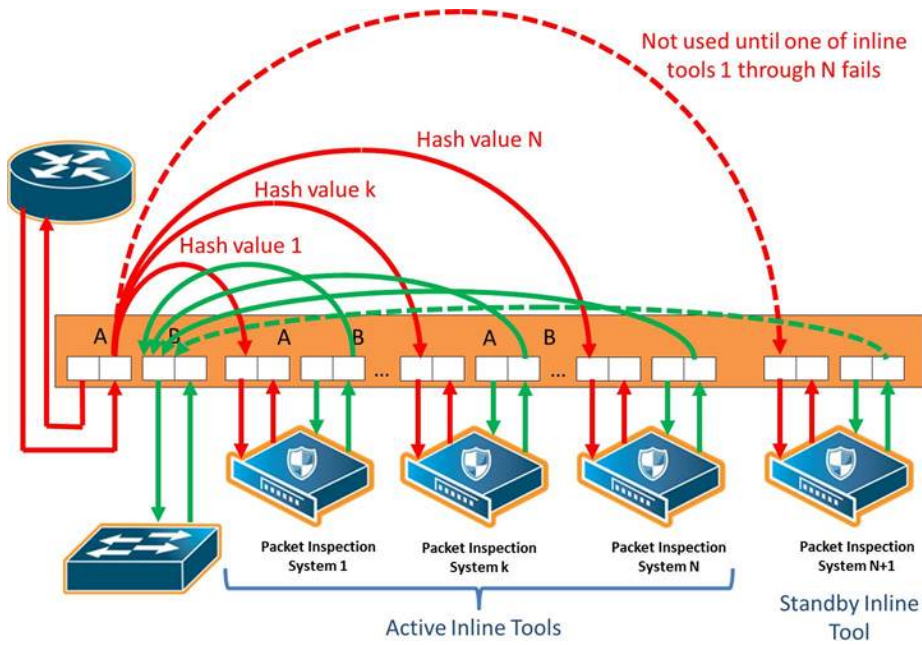 Not used until one of inline
tools 1 through N fails
Hash value N
Hash value k
Hash value 1
A B A B A B
... ...
Packet Inspection
System 1
Packet Inspection
System k
Packet Inspection
System N
Packet Inspection
System N+1
Active Inline Tools
Standby Inline
Tool